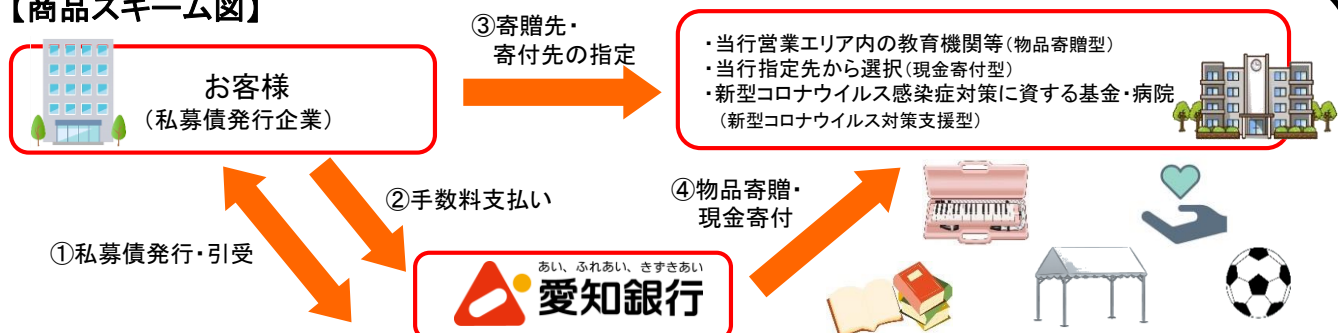 【商品スキーム図】
③寄贈先・
寄付先の指定
お客様
（私募債発行企業）
・当行営業エリア内の教育機関等（物品寄贈型）
・当行指定先から選択（現金寄付型）
・新型コロナウイルス感染症対策に資する基金・病院
（新型コロナウイルス対策支援型）
②手数料支払い
④物品寄贈・
現金寄付
①私募債発行・引受
あい、ふれあい、きずきあい
愛知銀行